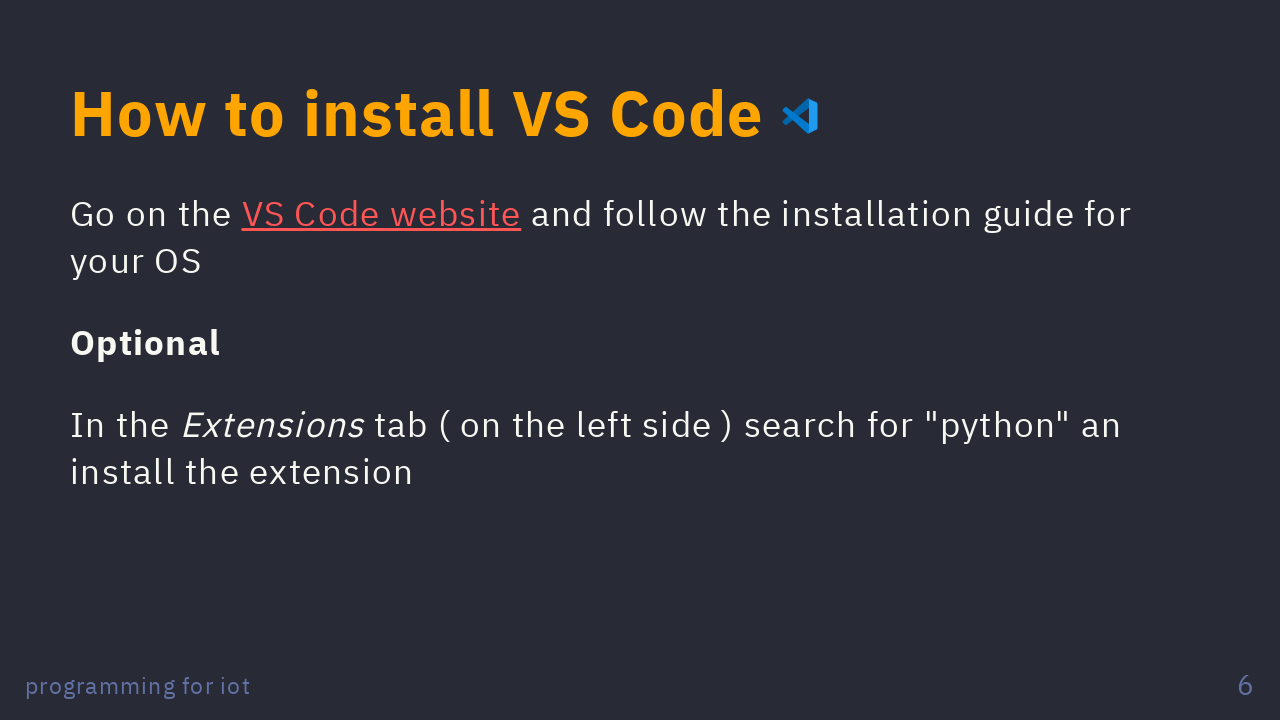 How to install VS Code
Go on the VS Code website and follow the installation guide for
your OS
Optional
In the Extensions tab ( on the left side ) search for "python" an
install the extension
programming for iot
6